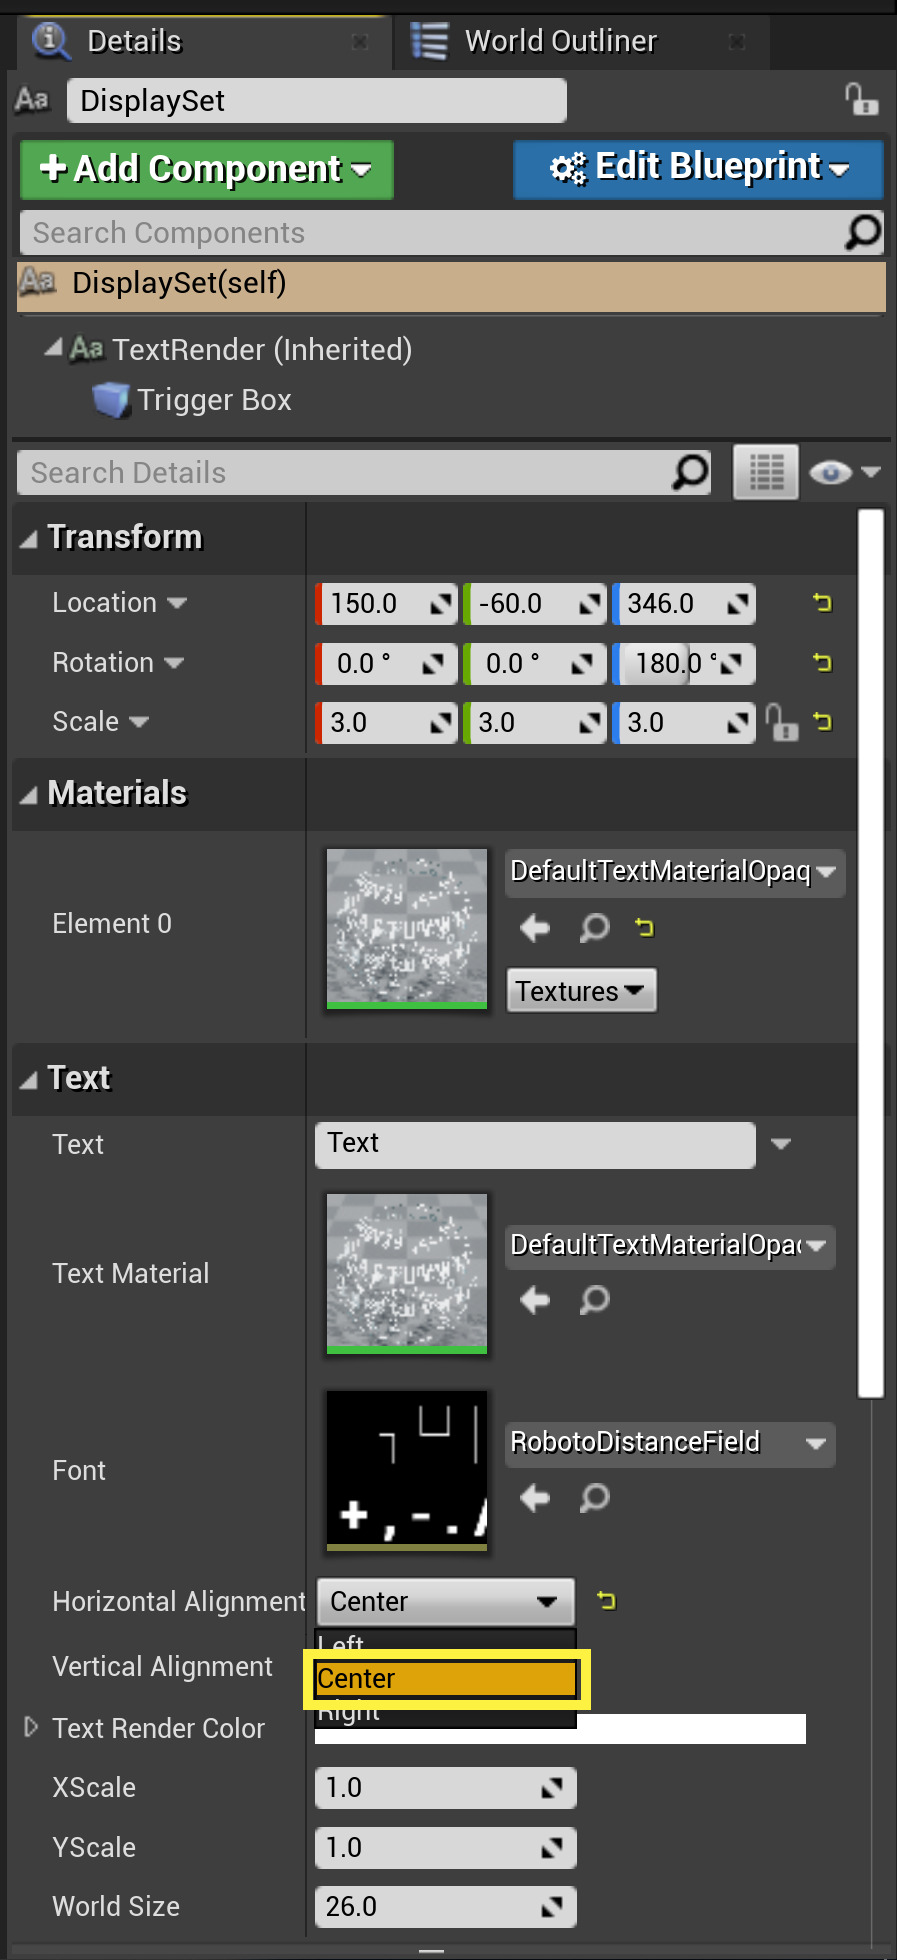 Details
World Outliner
Aa
DisplaySet
+ Add Component
Edit Blueprint
Search Components
Aa DisplaySet(self)
Aa TextRender (Inherited)
Trigger Box
Search Details
Transform
Location 150.0 -60.0 346.0
Rotation 0.0 ° 0.0 ° 180.0 °
Scale 3.0 3.0 3.0
Materials
Element 0
DefaultTextMaterialOpaq
Textures
Text
Text Text
Text Material
DefaultTextMaterialOpa
Font
RobotoDistanceField
+ , - .
Horizontal Alignment Center
Left
Vertical Alignment
Center
Right
Text Render Color
XScale 1.0
YScale 1.0
World Size 26.0